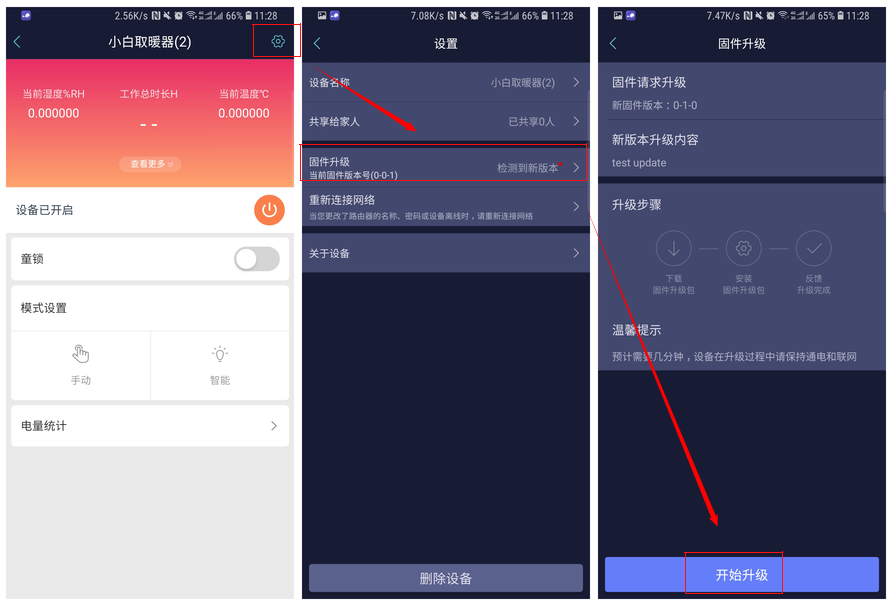 2.56K/s 66% 11:28
小白取暖器(2)
当前湿度%RH 工作总时长H 当前温度℃
0.000000 -- 0.000000
查看更多
设备已开启
童锁
模式设置
手动 智能
电量统计
7.08K/s 66% 11:28
设置
设备名称 小白取暖器(2)
共享给家人 已共享0人
固件升级
当前固件版本号(0-0-1) 检测到新版本
重新连接网络
当您更改了路由器的名称、密码或设备离线时，请重新连接网络
关于设备
删除设备
7.47K/s 65% 11:28
固件升级
固件请求升级
新固件版本：0-1-0
新版本升级内容
test update
升级步骤
下载 安装 反馈
固件升级包 固件升级包 升级完成
温馨提示
预计需要几分钟，设备在升级过程中请保持通电和联网
开始升级